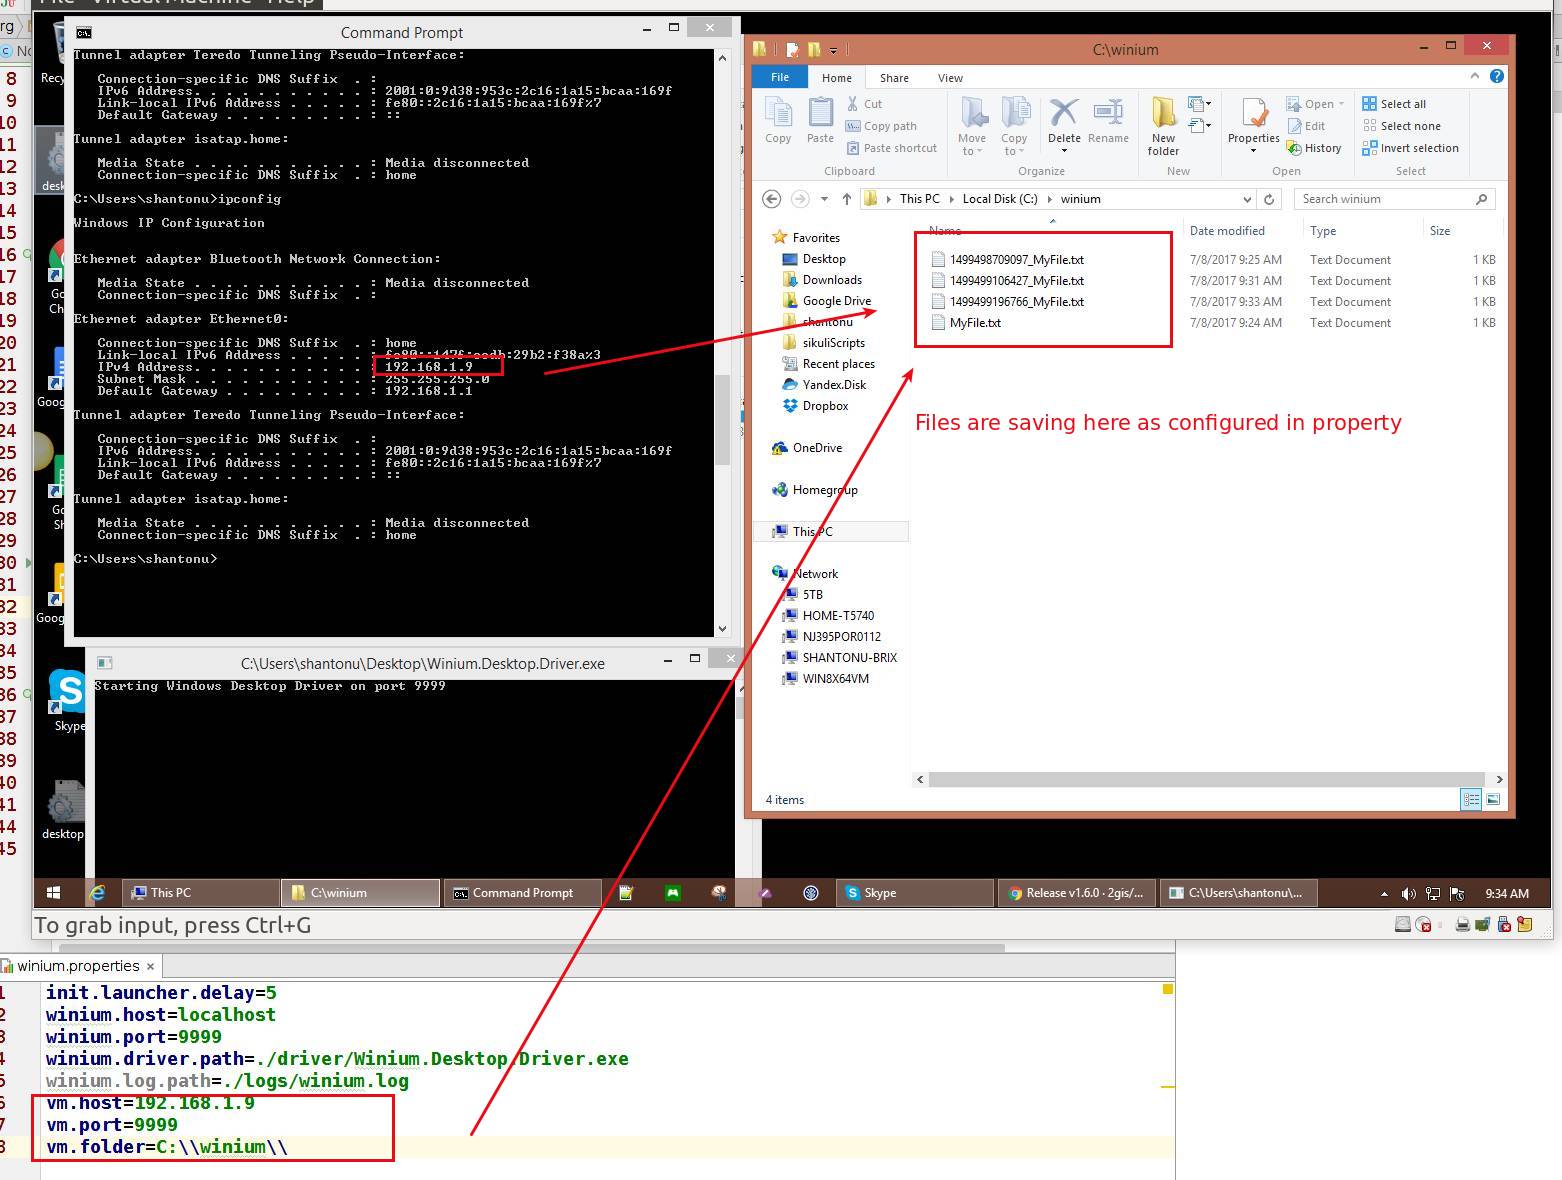 File Virtual Machine Help
Command Prompt
Tunnel adapter Teredo Tunneling Pseudo-Interface:
Connection-specific DNS Suffix . :
IPv6 Address. . . . . . . . . . . : 2001:0:9d38:953c:2c16:1a15:bcaa:169f
Link-local IPv6 Address . . . . . : fe80::2c16:1a15:bcaa:169f%7
Default Gateway . . . . . . . . . : ::
Tunnel adapter isatap.home:
Media State . . . . . . . . . . . : Media disconnected
Connection-specific DNS Suffix . : home
C:\Users\shantonu>ipconfig
Windows IP Configuration
Ethernet adapter Bluetooth Network Connection:
Media State . . . . . . . . . . . : Media disconnected
Connection-specific DNS Suffix . :
Ethernet adapter Ethernet0:
Connection-specific DNS Suffix . : home
Link-local IPv6 Address . . . . . :
IPv4 Address. . . . . . . . . . . : 192.168.1.9
Subnet Mask . . . . . . . . . . . : 255.255.255.0
Default Gateway . . . . . . . . . : 192.168.1.1
Tunnel adapter Teredo Tunneling Pseudo-Interface:
Connection-specific DNS Suffix . :
IPv6 Address. . . . . . . . . . . : 2001:0:9d38:953c:2c16:1a15:bcaa:169f
Link-local IPv6 Address . . . . . : fe80::2c16:1a15:bcaa:169f%7
Default Gateway . . . . . . . . . : ::
Tunnel adapter isatap.home:
Media State . . . . . . . . . . . : Media disconnected
Connection-specific DNS Suffix . : home
C:\Users\shantonu>
C:\Users\shantonu\Desktop\Winium.Desktop.Driver.exe
Starting Windows Desktop Driver on port 9999
C:\winium
File Home Share View
Copy
Paste
Cut
Copy path
Paste shortcut
Move to
Copy to
Delete
Rename
New folder
Properties
Open
Edit
History
Select all
Select none
Invert selection
Clipboard
Organize
New
Open
Select
This PC
Local Disk (C:)
winium
Search winium
Name
Date modified
Type
Size
1499498709097_MyFile.txt 7/8/2017 9:25 AM Text Document 1 KB
1499499106427_MyFile.txt 7/8/2017 9:31 AM Text Document 1 KB
1499499196766_MyFile.txt 7/8/2017 9:33 AM Text Document 1 KB
MyFile.txt 7/8/2017 9:24 AM Text Document 1 KB
Favorites
Desktop
Downloads
Google Drive
shantonu
sikuliScripts
Recent places
Yandex.Disk
Dropbox
OneDrive
Homegroup
This PC
Network
5TB
HOME-T5740
NJ395POR0112
SHANTONU-BRIX
WIN8X64VM
4 items
Files are saving here as configured in property
Skype
desktop
This PC
C:\winium
Command Prompt
Skype
Release v1.6.0 · 2gis/...
C:\Users\shantonu\...
9:34 AM
To grab input, press Ctrl+G
winium.properties
init.launcher.delay=5
winium.host=localhost
winium.port=9999
winium.driver.path=./driver/Winium.Desktop.Driver.exe
winium.log.path=./logs/winium.log
vm.host=192.168.1.9
vm.port=9999
vm.folder=C:\\winium\\